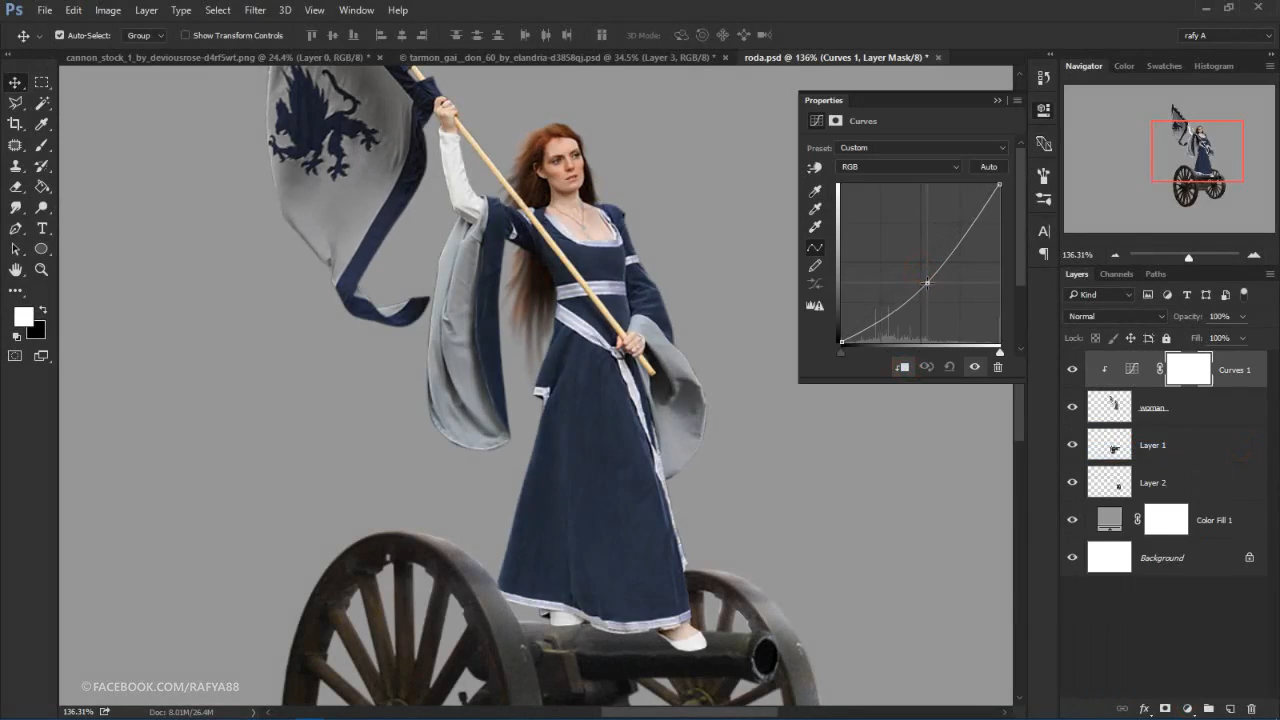 Ps File Edit Image Layer Type Select Filter 3D View Window Help
Auto-Select: Group Show Transform Controls 3D Mode: rafy A
cannon_stock_1_by_deviousrose-d4rf5wt.png @ 24.4% (Layer 0, RGB/8) * × © tarmon_gai__don_60_by_elandria-d3858qj.psd @ 34.5% (Layer 3, RGB/8) * × roda.psd @ 136% (Curves 1, Layer Mask/8) * ×
Navigator Color Swatches Histogram
Properties
Curves
Preset: Custom
RGB Auto
136.31%
Layers Channels Paths
Kind
Normal Opacity: 100%
Lock: Fill: 100%
Curves 1
woman
Layer 1
Layer 2
Color Fill 1
Background
©FACEBOOK.COM/RAFYA88
136.31% Doc: 8.01M/26.4M